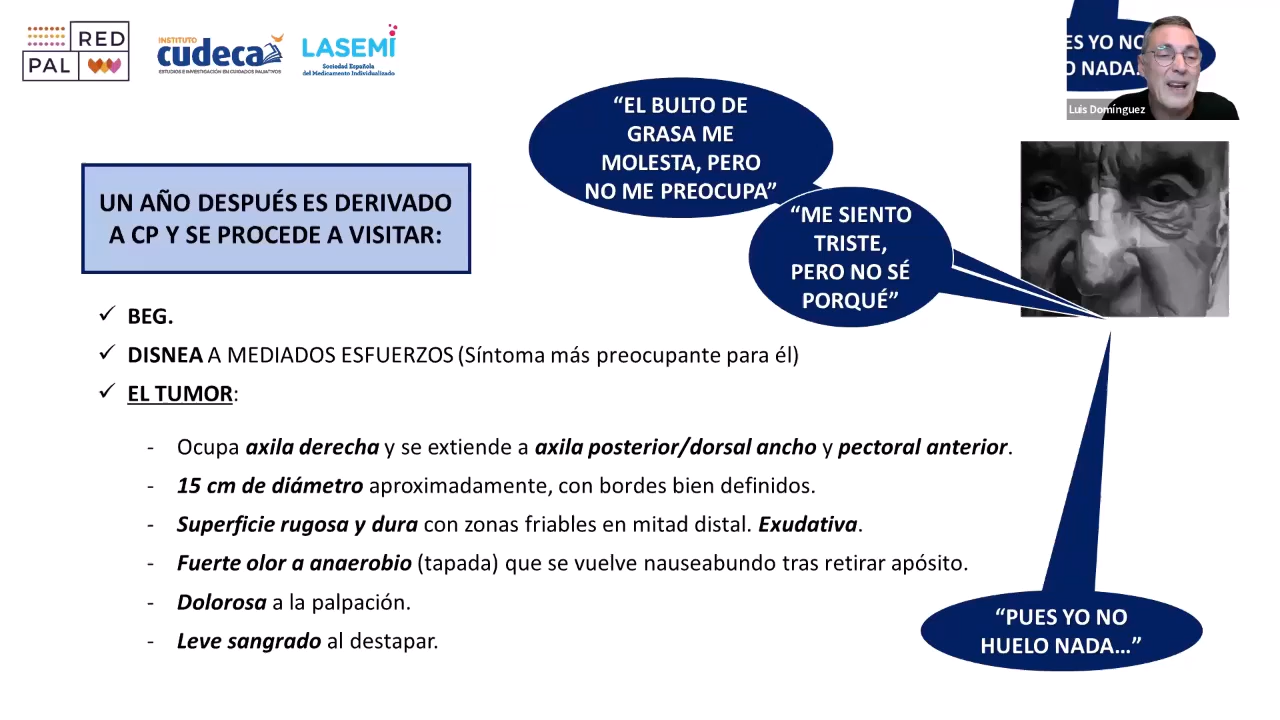 RED
PAL
INSTITUTO
cudeca
ESTUDIOS E INVESTIGACIÓN EN CUIDADOS PALIATIVOS
LASEMI
Sociedad Española
del Medicamento Individualizado
ES YO NO
O NADA.
Luis Domínguez
“EL BULTO DE
GRASA ME
MOLESTA, PERO
NO ME PREOCUPA”
“ME SIENTO
TRISTE,
PERO NO SÉ
PORQUÉ”
UN AÑO DESPUÉS ES DERIVADO
A CP Y SE PROCEDE A VISITAR:
✓ BEG.
✓ DISNEA A MEDIADOS ESFUERZOS (Síntoma más preocupante para él)
✓ EL TUMOR:
- Ocupa axila derecha y se extiende a axila posterior/dorsal ancho y pectoral anterior.
- 15 cm de diámetro aproximadamente, con bordes bien definidos.
- Superficie rugosa y dura con zonas friables en mitad distal. Exudativa.
- Fuerte olor a anaerobio (tapada) que se vuelve nauseabundo tras retirar apósito.
- Dolorosa a la palpación.
- Leve sangrado al destapar.
“PUES YO NO
HUELO NADA…”